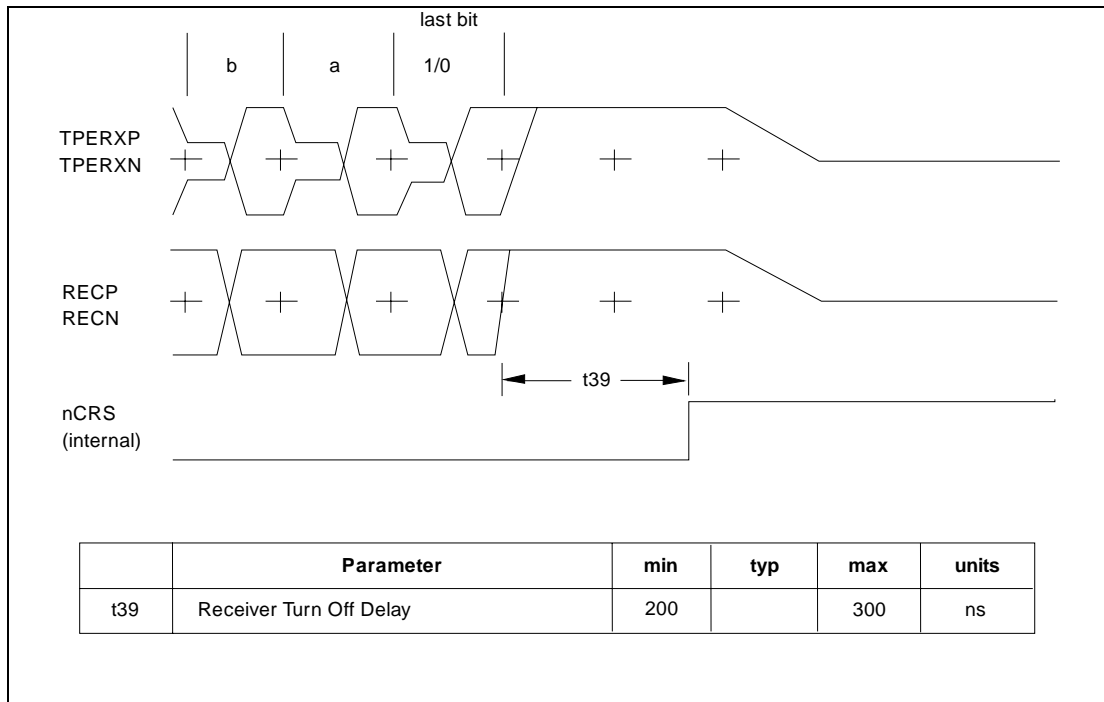 last bit
b a 1/0
TPERXP
TPERXN
RECP
RECN
t39
nCRS
(internal)
Parameter min typ max units
t39 Receiver Turn Off Delay 200 300 ns